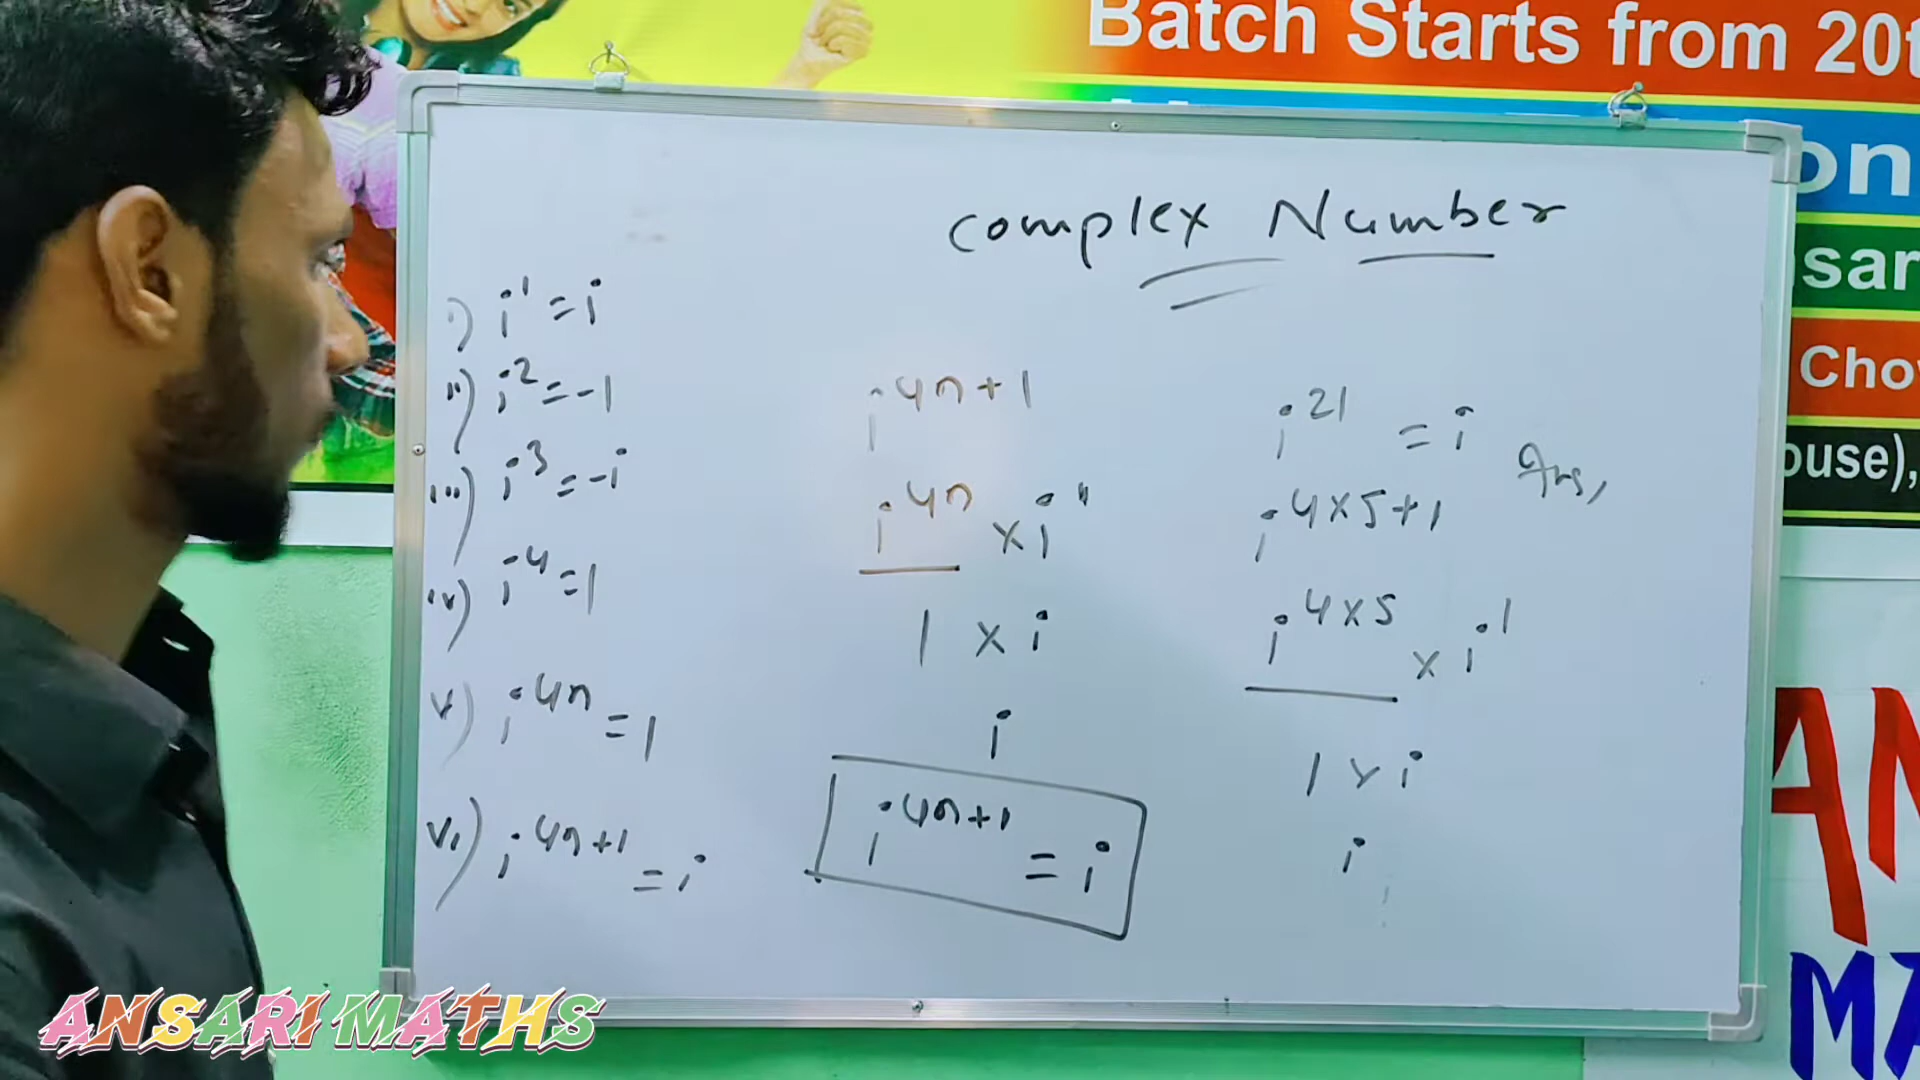 Batch Starts from 20t
on
sar
Cho
ouse),
Complex Number
i) i¹ = i
ii) i² = -1
iii) i³ = -i
iv) i⁴ = 1
v) i⁴ⁿ = 1
vi) i⁴ⁿ⁺¹ = i
i⁴ⁿ⁺¹
i⁴ⁿ × i¹
1 × i
i
i⁴ⁿ⁺¹ = i
i²¹ = i Ans,
i⁴ˣ⁵⁺¹
i⁴ˣ⁵ × i¹
1 × i
i
AN
MA
ANSARI MATHS